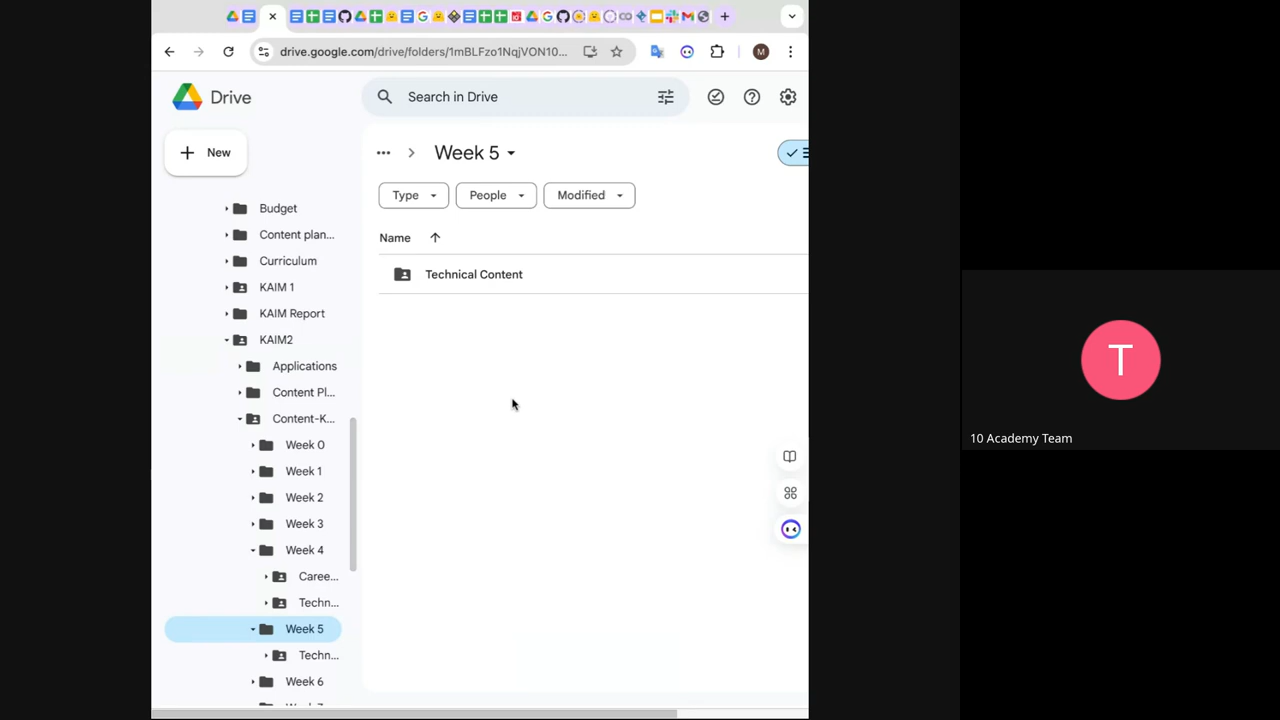 drive.google.com/drive/folders/1mBLFzo1NqjVON10...
M
Drive
Search in Drive
New
Week 5
Type
People
Modified
Name
Technical Content
Budget
Content plan...
Curriculum
KAIM 1
KAIM Report
KAIM2
Applications
Content Pl...
Content-K...
Week 0
Week 1
Week 2
Week 3
Week 4
Caree...
Techn...
Week 5
Techn...
Week 6
T
10 Academy Team